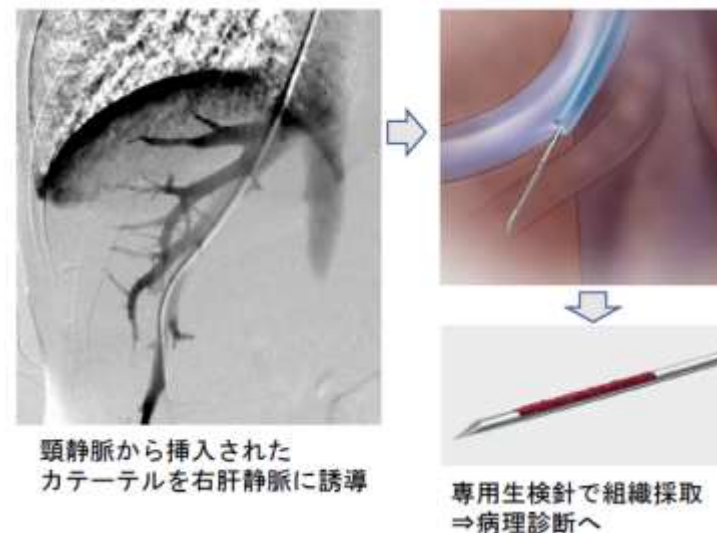 頸静脈から挿入された
カテーテルを右肝静脈に誘導
専用生検針で組織採取
⇒病理診断へ